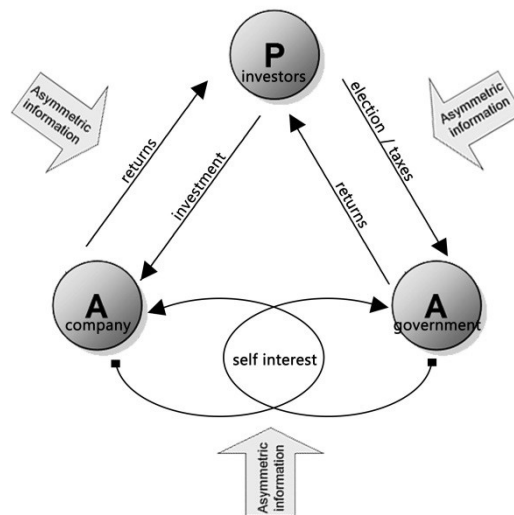 P
investors
Asymmetric
information
Asymmetric
information
returns
investment
returns
election / taxes
A
company
A
government
self interest
Asymmetric
information